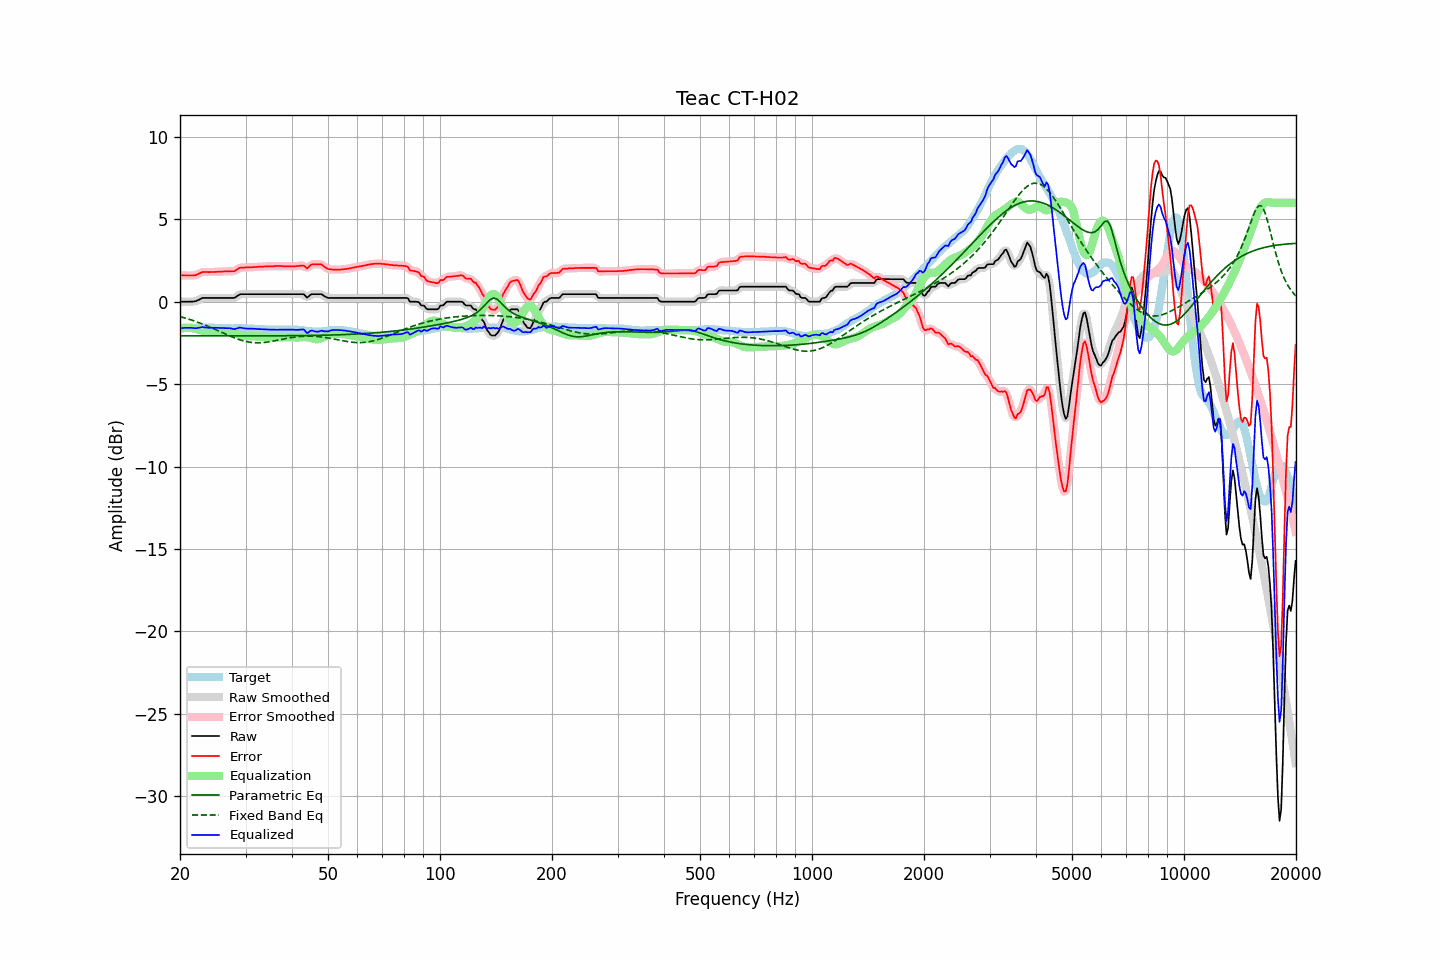 Teac CT-H02
10
5
0
−5
−10
−15
−20
−25
−30
Amplitude (dBr)
Target
Raw Smoothed
Error Smoothed
Raw
Error
Equalization
Parametric Eq
Fixed Band Eq
Equalized
20 50 100 200 500 1000 2000 5000 10000 20000
Frequency (Hz)